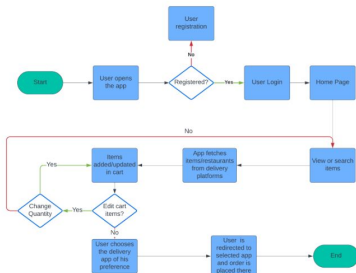 User
registration
No
Start
User opens
the app
Registered?
Yes
User Login
Home Page
No
Yes
Items
added/updated
in cart
App fetches
items/restaurants
from delivery
platforms
View or search
items
Change
Quantity
Yes
Edit cart
items?
No
User chooses
the delivery
app of his
preference
User is
redirected to
selected app
and order is
placed there
End